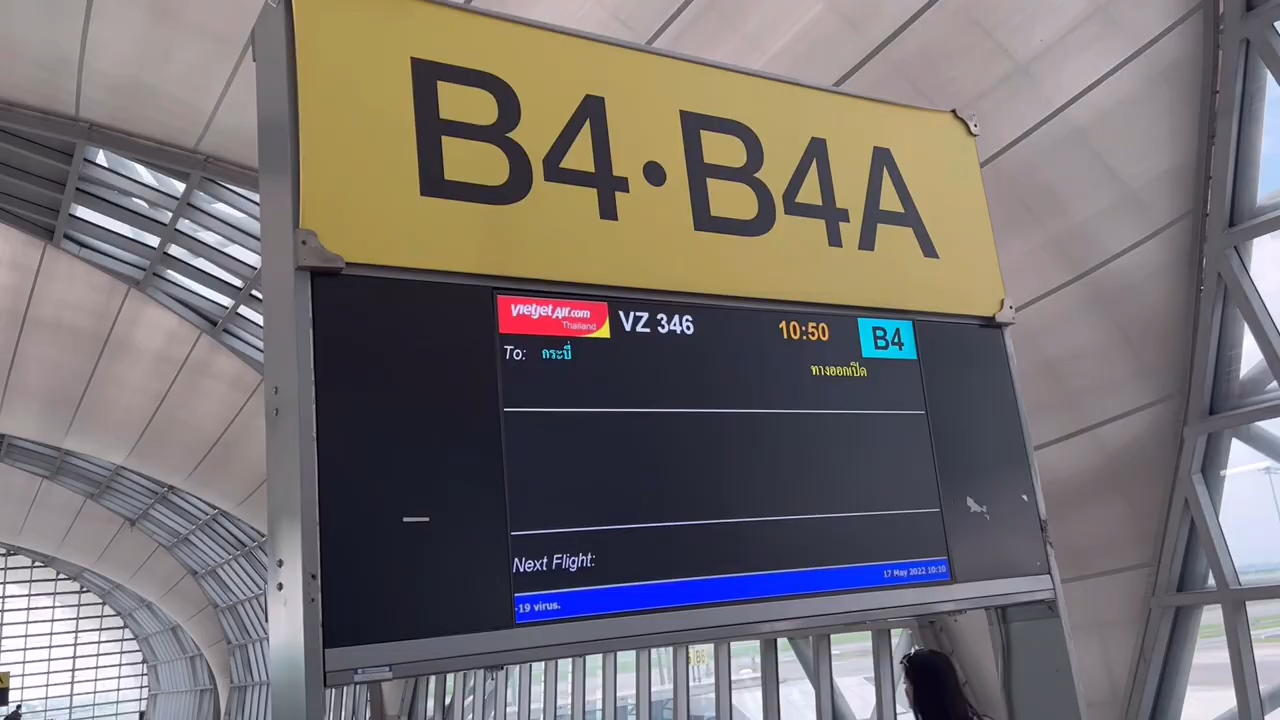 B4·B4A
vietjetAir.com
Thailand
VZ 346
10:50
B4
To: กระบี่
ทางออกเปิด
Next Flight:
17 May 2022 10:10
-19 virus.